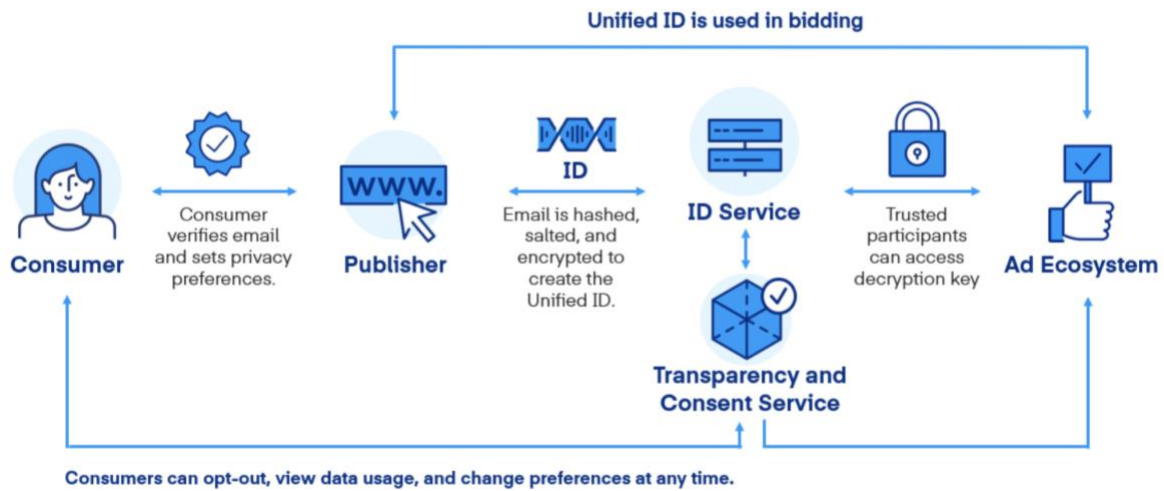 Unified ID is used in bidding
Consumer
Consumer
verifies email
and sets privacy
preferences.
www.
Publisher
ID
Email is hashed,
salted, and
encrypted to
create the
Unified ID.
ID Service
Trusted
participants
can access
decryption key
Ad Ecosystem
Transparency and
Consent Service
Consumers can opt-out, view data usage, and change preferences at any time.